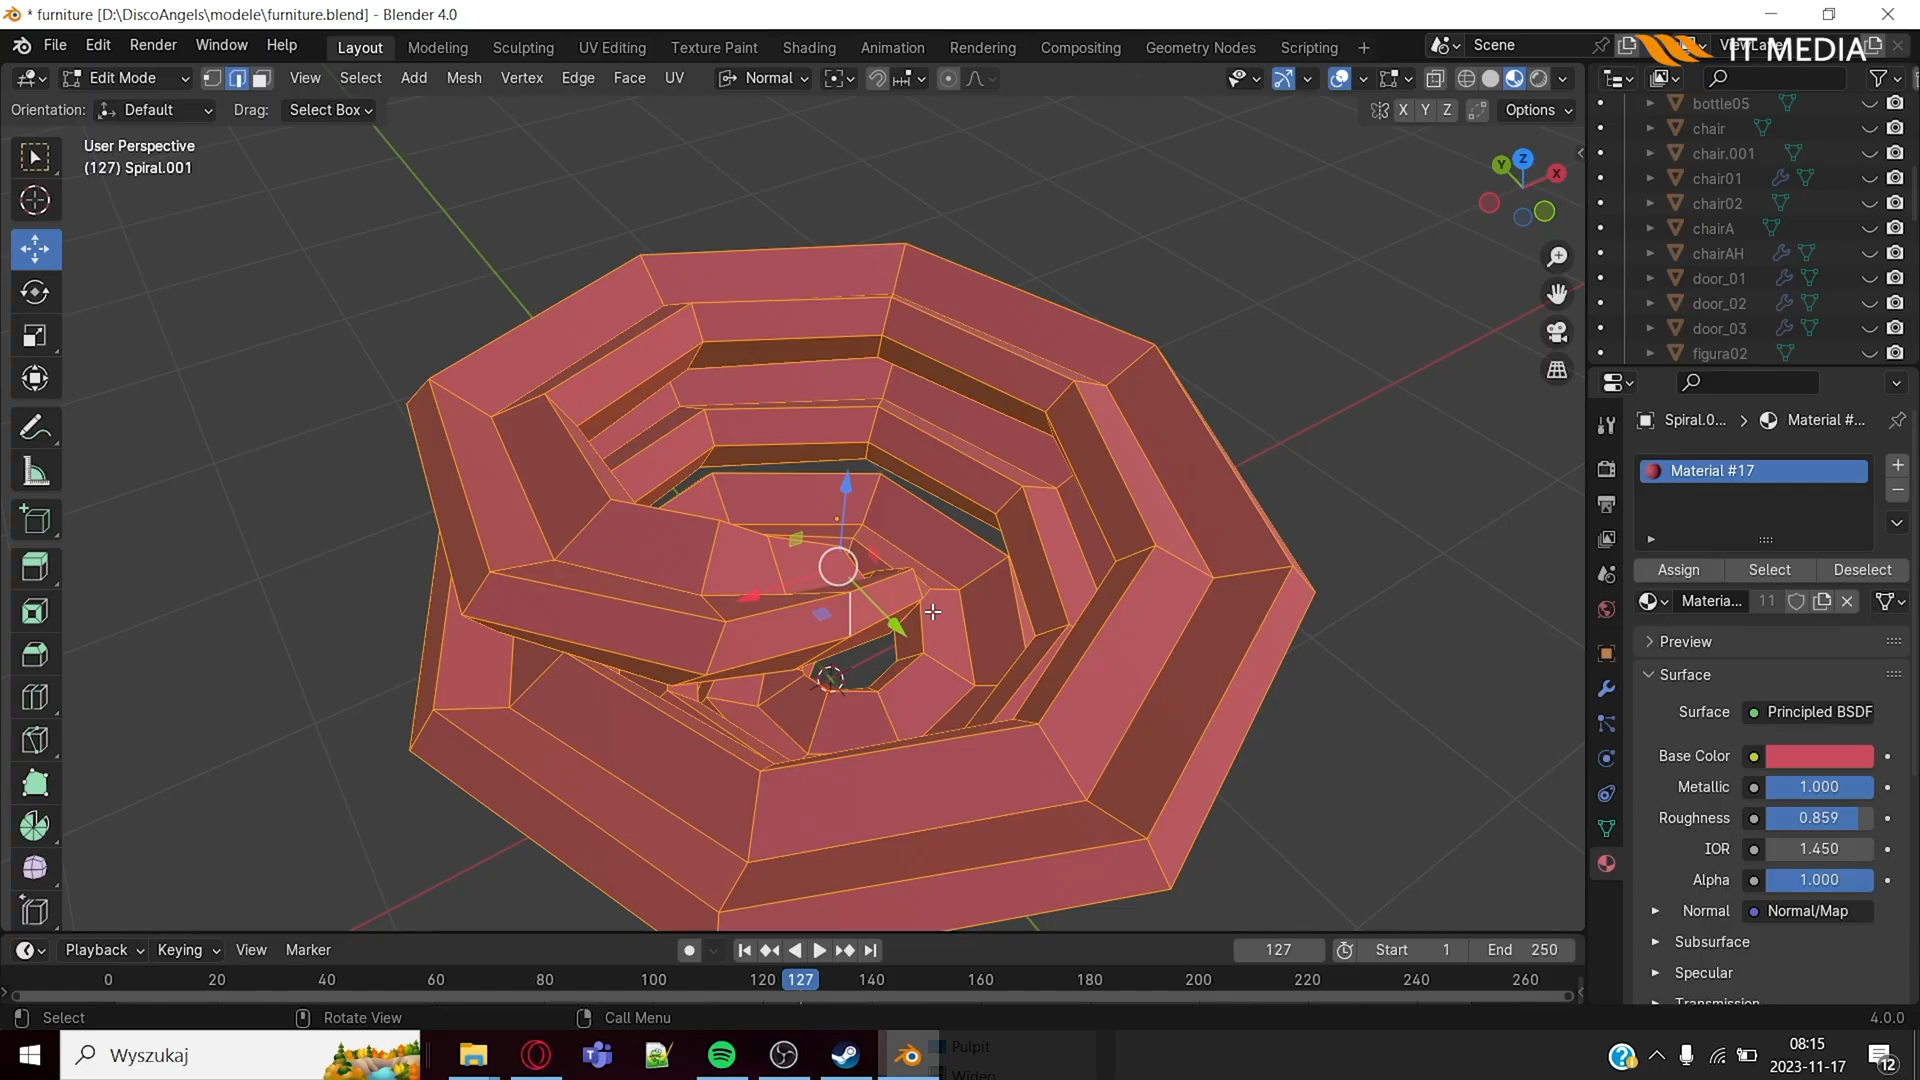 * furniture [D:\DiscoAngels\modele\furniture.blend] - Blender 4.0
File Edit Render Window Help Layout Modeling Sculpting UV Editing Texture Paint Shading Animation Rendering Compositing Geometry Nodes Scripting + Scene
IT MEDIA
Edit Mode View Select Add Mesh Vertex Edge Face UV Normal
Orientation: Default Drag: Select Box X Y Z Options
User Perspective
(127) Spiral.001
Z
Y
X
bottle05
chair
chair.001
chair01
chair02
chairA
chairAH
door_01
door_02
door_03
figura02
Spiral.0... > Material #...
Material #17
Assign Select Deselect
Materia... 11
Preview
Surface
Surface Principled BSDF
Base Color
Metallic 1.000
Roughness 0.859
IOR 1.450
Alpha 1.000
Normal Normal/Map
Subsurface
Specular
Playback Keying View Marker 127 Start 1 End 250
0 20 40 60 80 100 120 127 140 160 180 200 220 240 260
Select Rotate View Call Menu 4.0.0
Wyszukaj
Pulpit
Wideo
08:15
2023-11-17
12